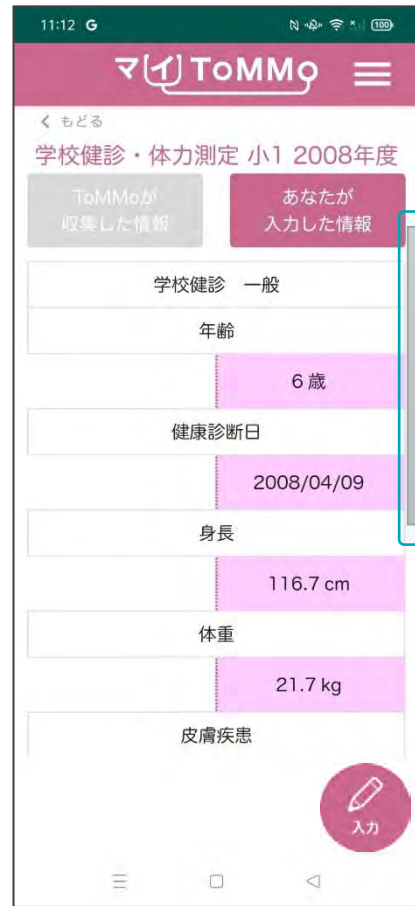 11:12 G 100
マイToMMo
もどる
学校健診・体力測定 小1 2008年度
ToMMoが
収集した情報
あなたが
入力した情報
学校健診 一般
年齢
6 歳
健康診断日
2008/04/09
身長
116.7 cm
体重
21.7 kg
皮膚疾患
入力